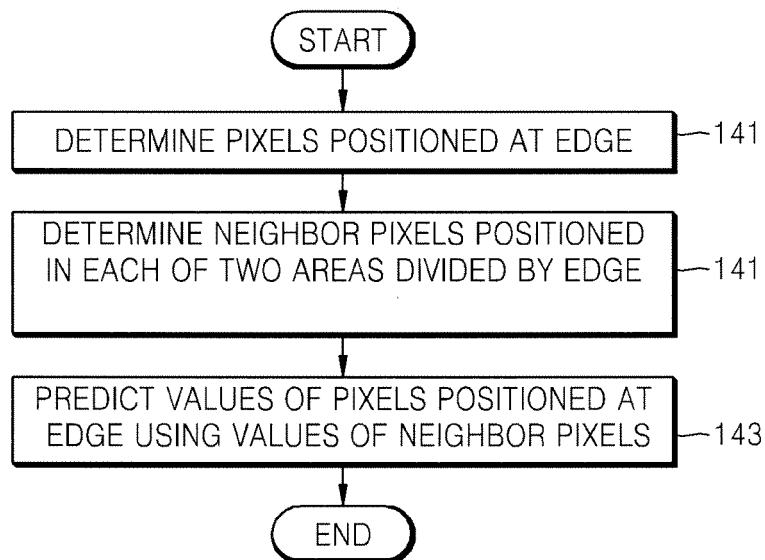 START
DETERMINE PIXELS POSITIONED AT EDGE
141
DETERMINE NEIGHBOR PIXELS POSITIONED
IN EACH OF TWO AREAS DIVIDED BY EDGE
141
PREDICT VALUES OF PIXELS POSITIONED AT
EDGE USING VALUES OF NEIGHBOR PIXELS
143
END